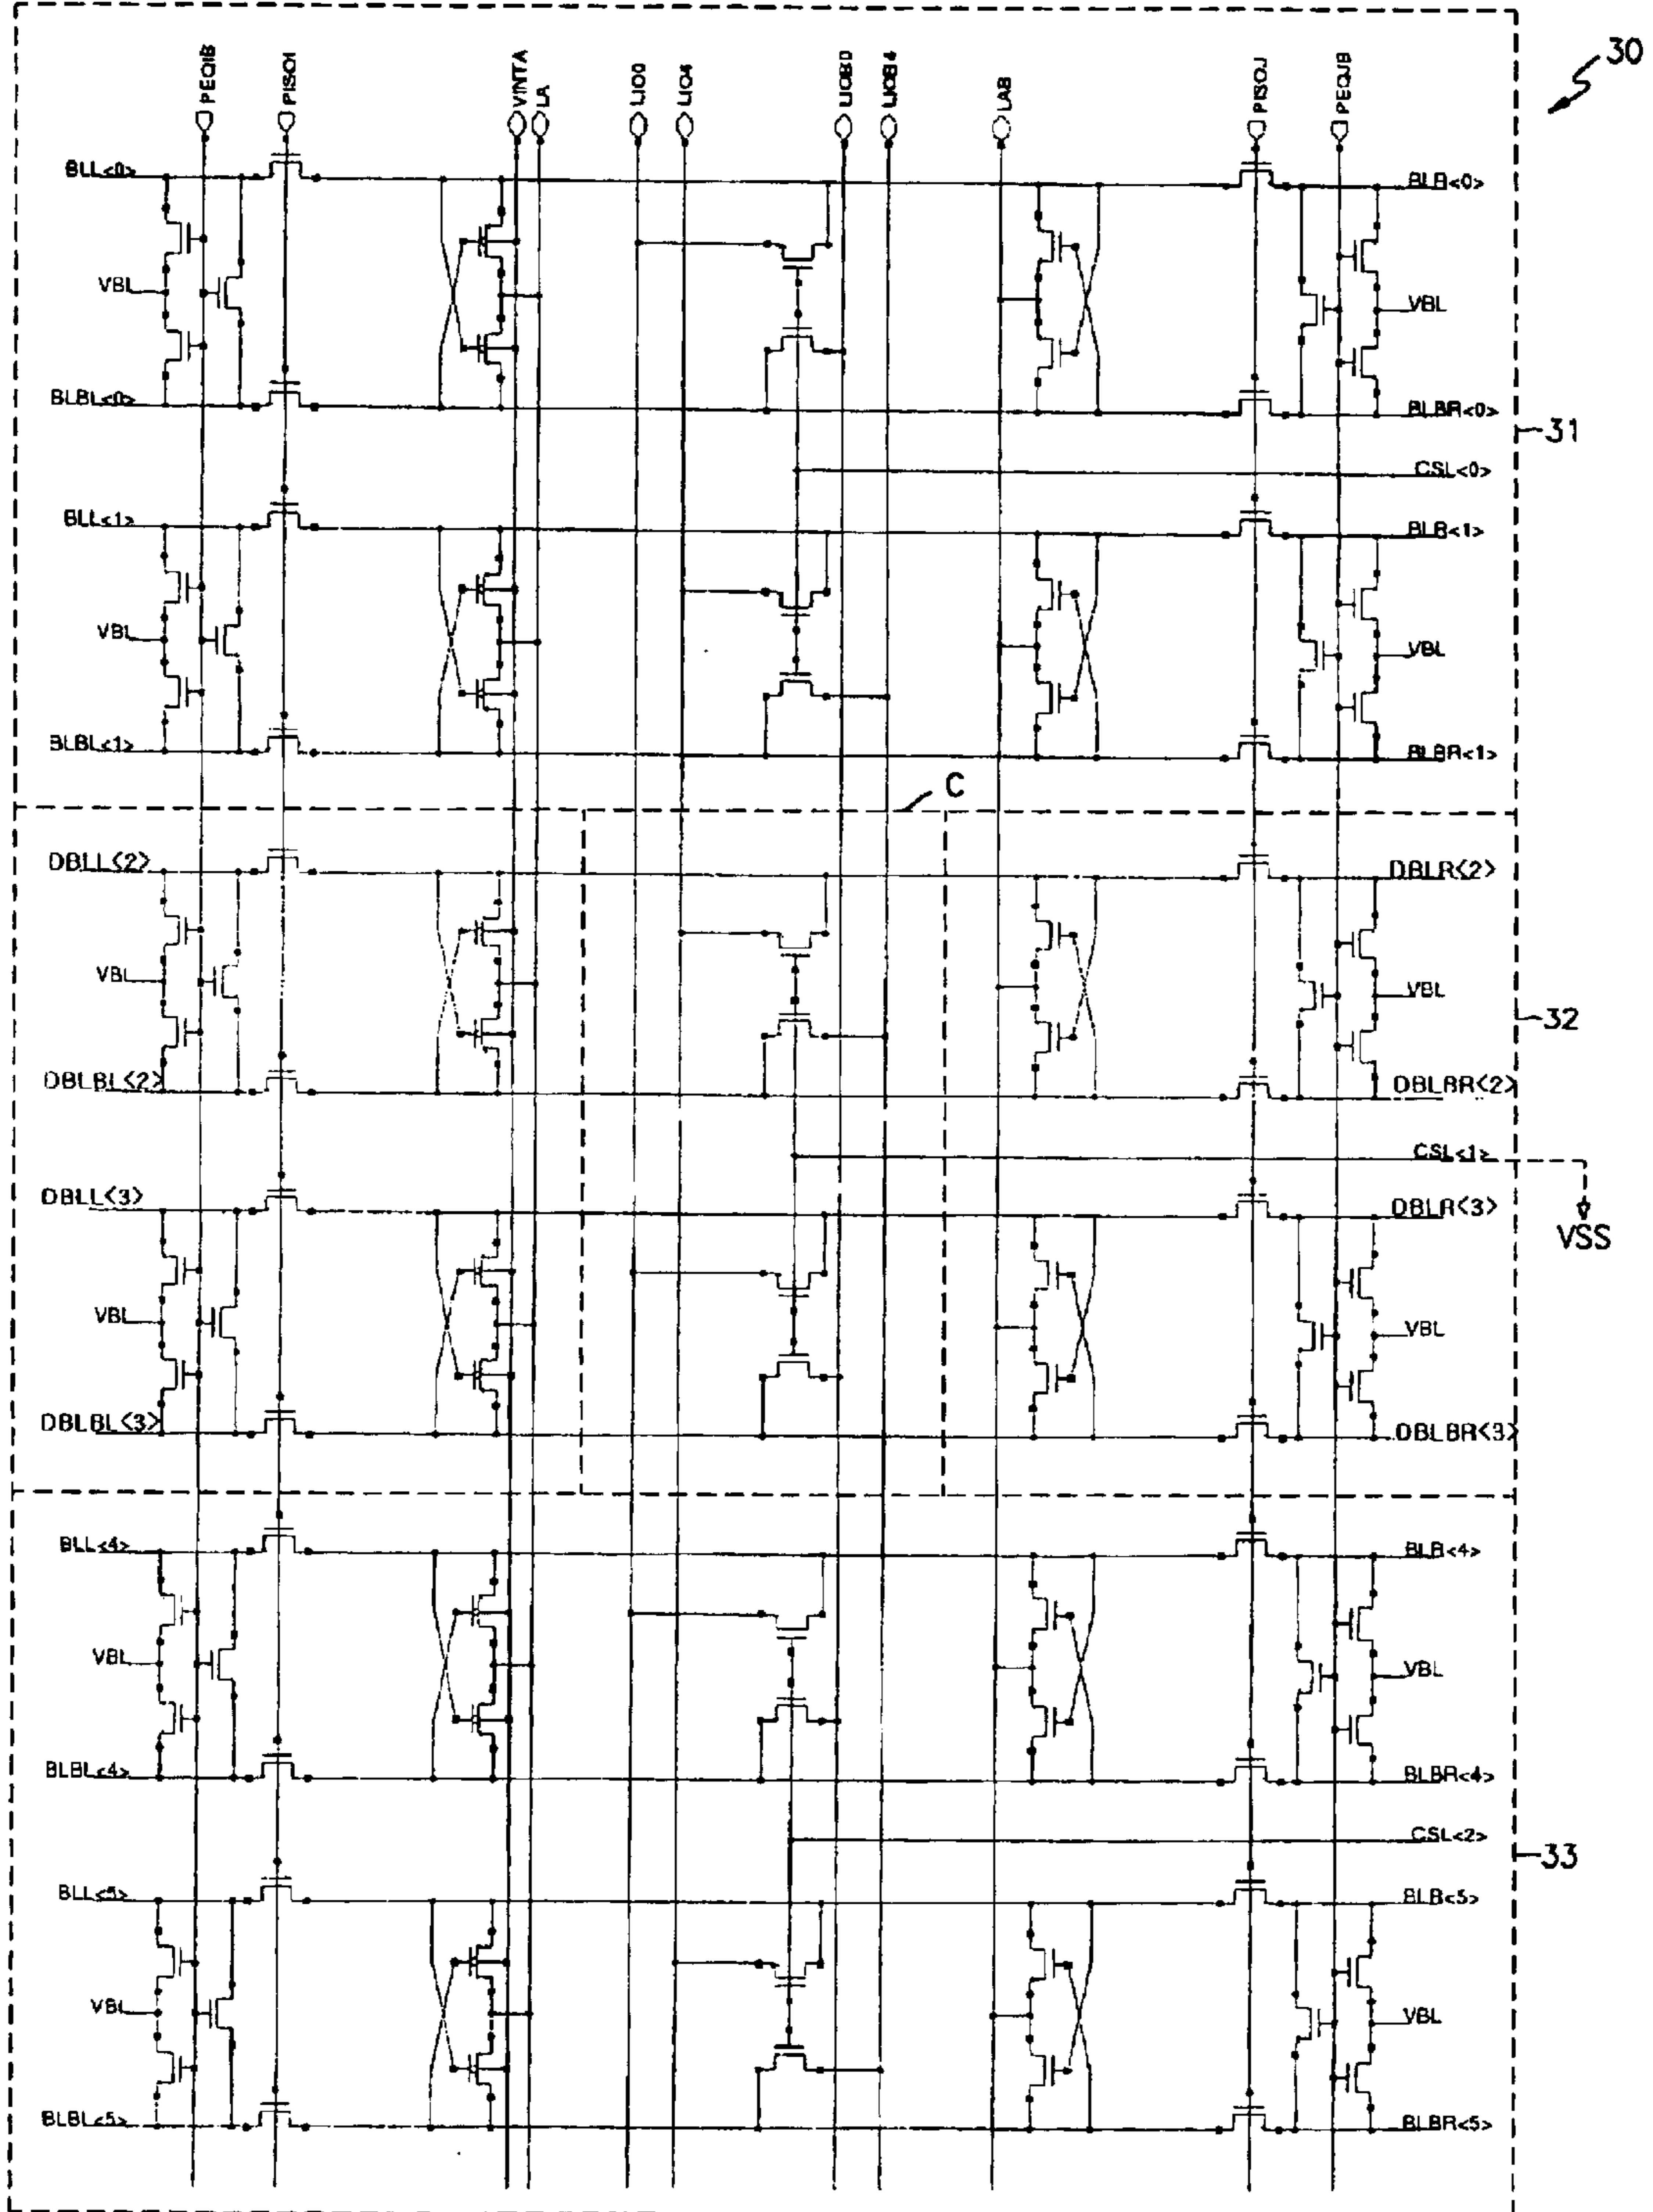 30
PEQIB
PISOI
VINTA
LA
LIO0
LIO4
LIOB0
LIOB4
LAB
PISOJ
PEQJB
BLL<0> BLR<0>
VBL VBL
BLBL<0> BLBR<0>
31
CSL<0>
BLL<1> BLR<1>
VBL VBL
BLBL<1> BLBR<1>
C
DBLL<2> DBLR<2>
VBL VBL
32
DBLBL<2> DBLBR<2>
CSL<1>
DBLL<3> DBLR<3>
VSS
VBL VBL
DBLBL<3> DBLBR<3>
BLL<4> BLR<4>
VBL VBL
BLBL<4> BLBR<4>
CSL<2>
33
BLL<5> BLR<5>
VBL VBL
BLBL<5> BLBR<5>